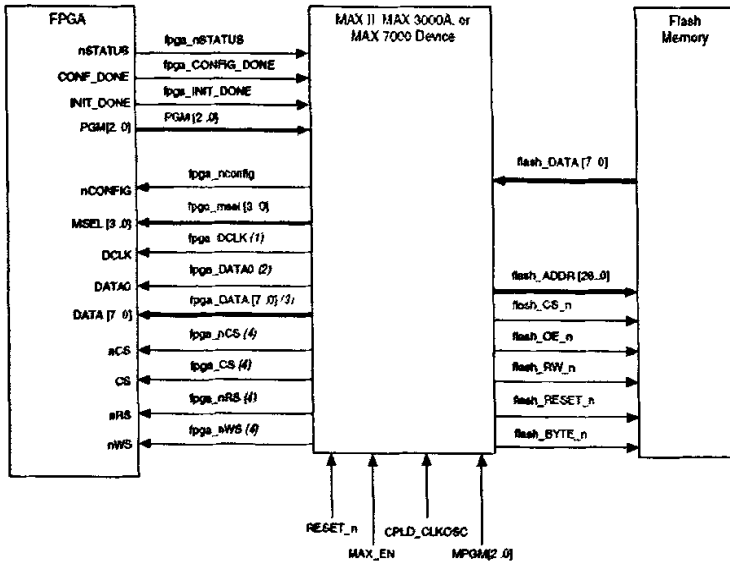 FPGA
nSTATUS
CONF_DONE
INIT_DONE
PGM[2..0]
nCONFIG
MSEL [3..0]
DCLK
DATA0
DATA [7..0]
nCS
CS
nRS
nWS
fpga_nSTATUS
fpga_CONFIG_DONE
fpga_INIT_DONE
PGM [2..0]
fpga_nconfig
fpga_msel [3..0]
fpga_DCLK (1)
fpga_DATA0 (2)
fpga_DATA [7..0] (3)
fpga_nCS (4)
fpga_CS (4)
fpga_nRS (4)
fpga_nWS (4)
MAX II, MAX 3000A, or
MAX 7000 Device
RESET_n
MAX_EN
CPLD_CLKOSC
MPGM[2..0]
flash_DATA [7..0]
flash_ADDR [26..0]
flash_CS_n
flash_OE_n
flash_RW_n
flash_RESET_n
flash_BYTE_n
Flash
Memory